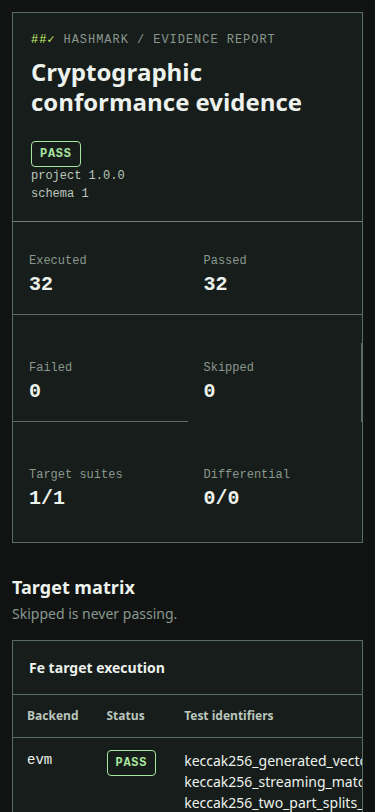 ##✓ HASHMARK / EVIDENCE REPORT
Cryptographic
conformance evidence
PASS
project 1.0.0
schema 1
Executed
Passed
32
32
Failed
Skipped
0
0
Target suites
Differential
1/1
0/0
Target matrix
Skipped is never passing.
Fe target execution
Backend Status Test identifiers
evm PASS keccak256_generated_vect
keccak256_streaming_matc
keccak256_two_part_splits_